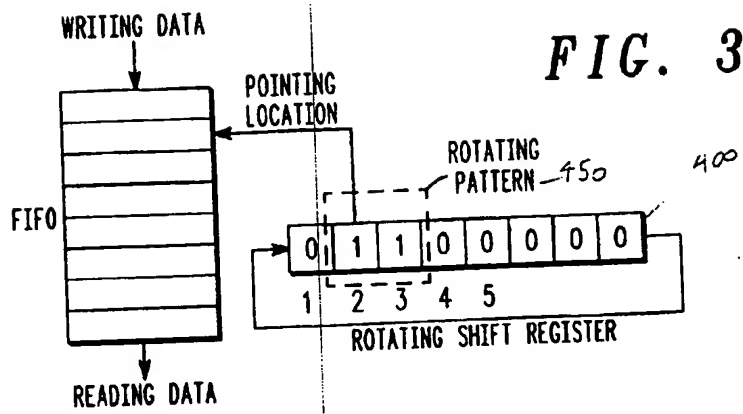 WRITING DATA
FIG. 3
POINTING
LOCATION
ROTATING
PATTERN 450
400
FIFO
0 1 1 0 0 0 0 0
1 2 3 4 5
ROTATING SHIFT REGISTER
READING DATA